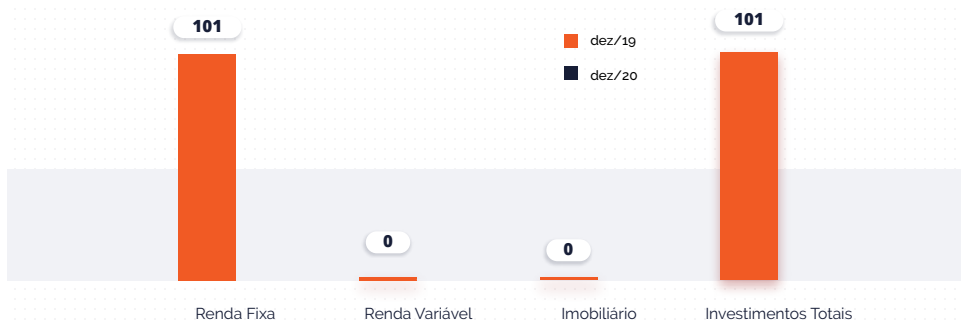 101
101
dez/19
dez/20
0
0
Renda Fixa
Renda Variável
Imobiliário
Investimentos Totais